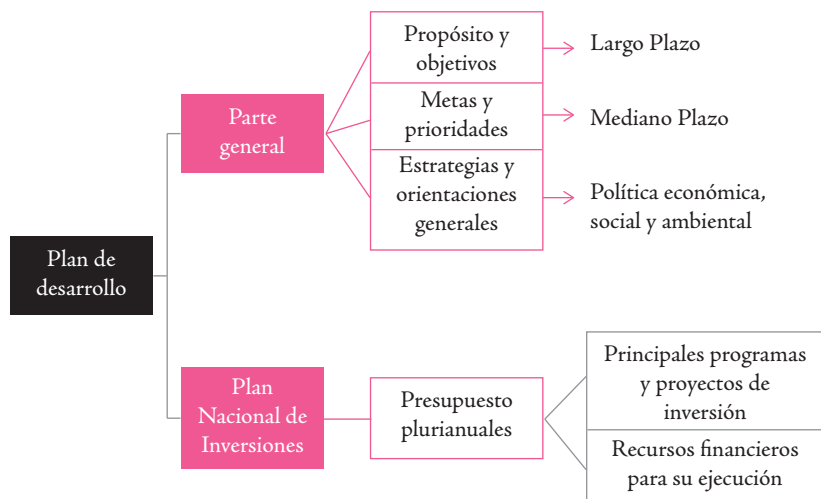 Propósito y
objetivos
Largo Plazo
Metas y
prioridades
Mediano Plazo
Estrategias y
orientaciones
generales
Política económica,
social y ambiental
Parte
general
Plan de
desarrollo
Plan
Nacional de
Inversiones
Presupuesto
plurianuales
Principales programas
y proyectos de
inversión
Recursos financieros
para su ejecución